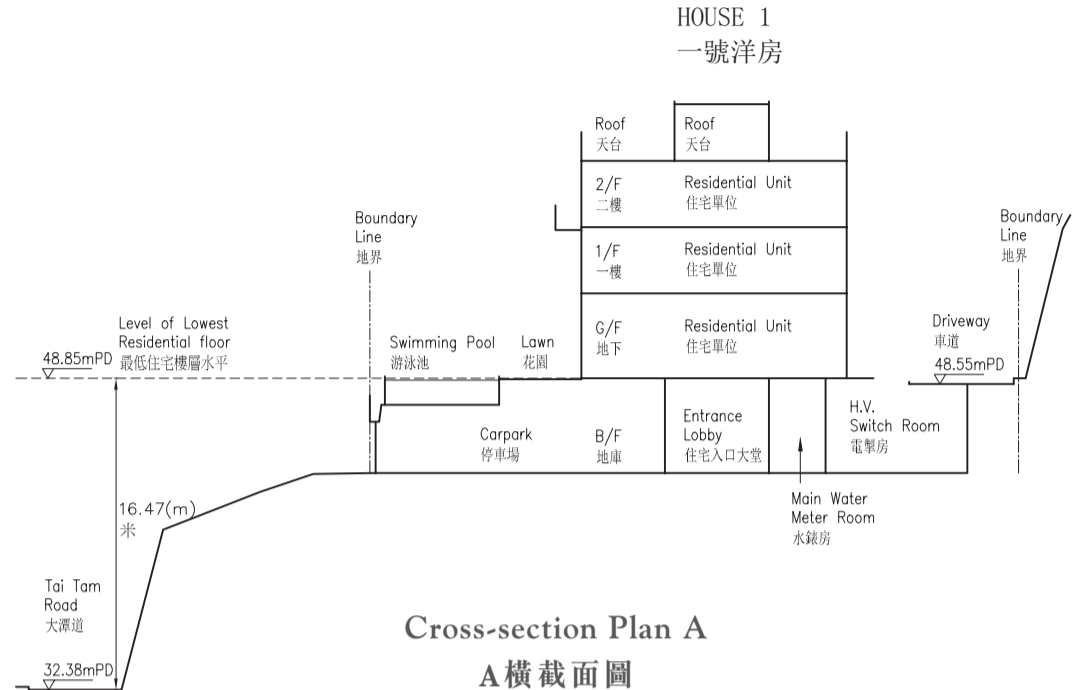 HOUSE 1
一號洋房
Roof
天台
Roof
天台
2/F
二樓
Residential Unit
住宅單位
Boundary
Line
地界
Boundary
Line
地界
1/F
一樓
Residential Unit
住宅單位
Level of Lowest
Residential floor
最低住宅樓層水平
48.85mPD
Swimming Pool
游泳池
Lawn
花園
G/F
地下
Residential Unit
住宅單位
Driveway
車道
48.55mPD
Carpark
停車場
B/F
地庫
Entrance
Lobby
住宅入口大堂
H.V.
Switch Room
電掣房
Main Water
Meter Room
水錶房
16.47(m)
米
Tai Tam
Road
大潭道
32.38mPD
Cross-section Plan A
A橫截面圖